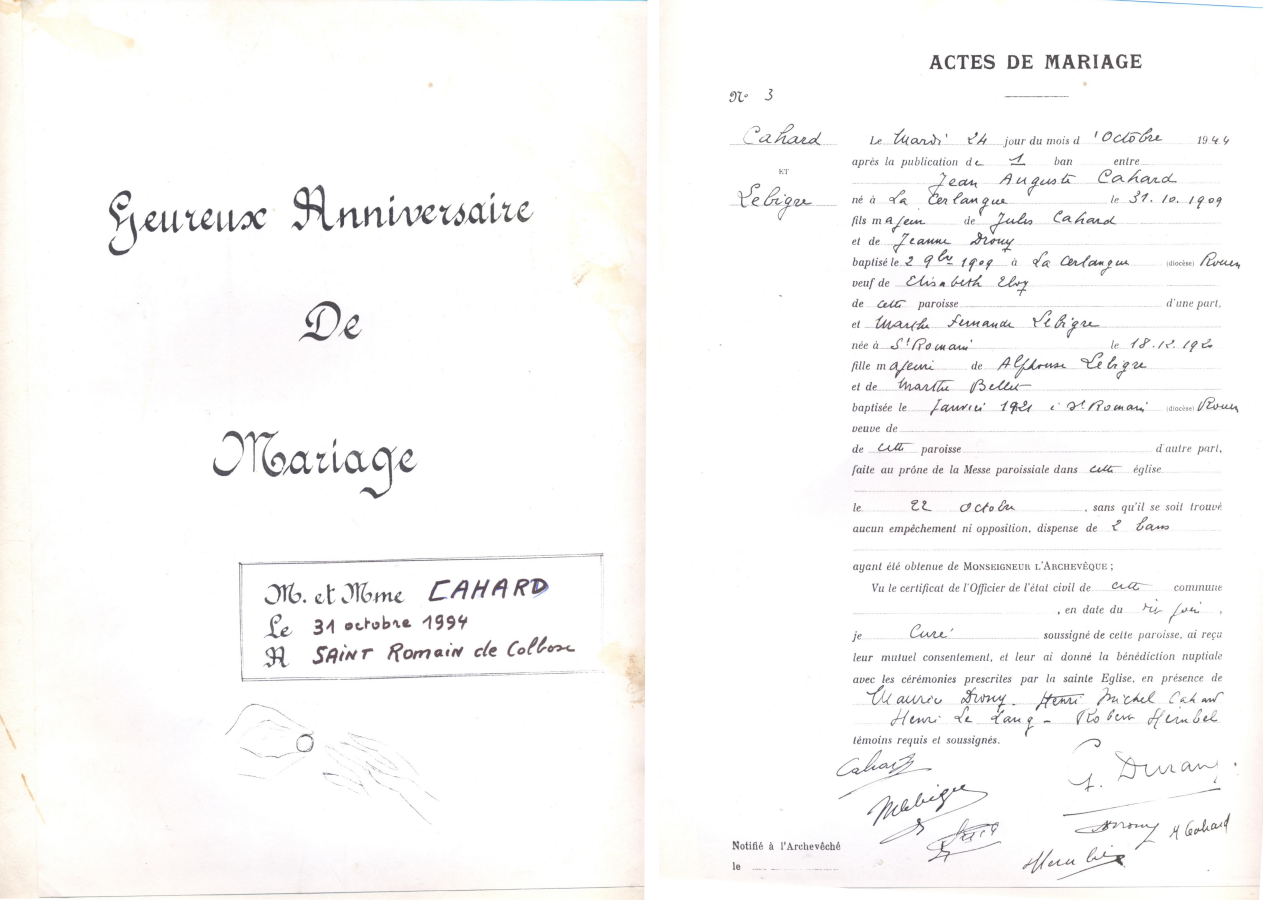 Heureux Anniversaire
De
Mariage
M. et Mme CAHARD
Le 31 octobre 1994
A SAINT Romain de Colbosc
ACTES DE MARIAGE
No 3
Cahard
ET
Lebigre
Le Mardi 24 jour du mois d'Octobre 1944
après la publication de 1 ban entre
Jean Auguste Cahard
né à La Cerlangue le 31.10.1909
fils majeur de Jules Cahard
et de Jeanne Drouy
baptisé le 2 9bre 1909 à La Cerlangue (diocèse) Rouen
veuf de Elisabeth Eloy
de cette paroisse d'une part,
et Marthe Fernande Lebigre
née à St Romain le 18.12.1920
fille majeure de Alphonse Lebigre
et de Marthe Bellet
baptisée le Janvier 1921 à St Romain (diocèse) Rouen
veuve de
de cette paroisse d'autre part,
faite au prône de la Messe paroissiale dans cette église
le 22 Octobre, sans qu'il se soit trouvé
aucun empêchement ni opposition, dispense de 2 bans
ayant été obtenue de MONSEIGNEUR L'ARCHEVÊQUE ;
Vu le certificat de l'Officier de l'état civil de cette commune
, en date du ,
je Curé soussigné de cette paroisse, ai reçu
leur mutuel consentement, et leur ai donné la bénédiction nuptiale
avec les cérémonies prescrites par la sainte Eglise, en présence de
Maurice Drouy - Henri Michel Cahard
Henri Le - Robert
témoins requis et soussignés.
Cahard
MLebigre
Drouy
M Cahard
Notifié à l'Archevêché
le